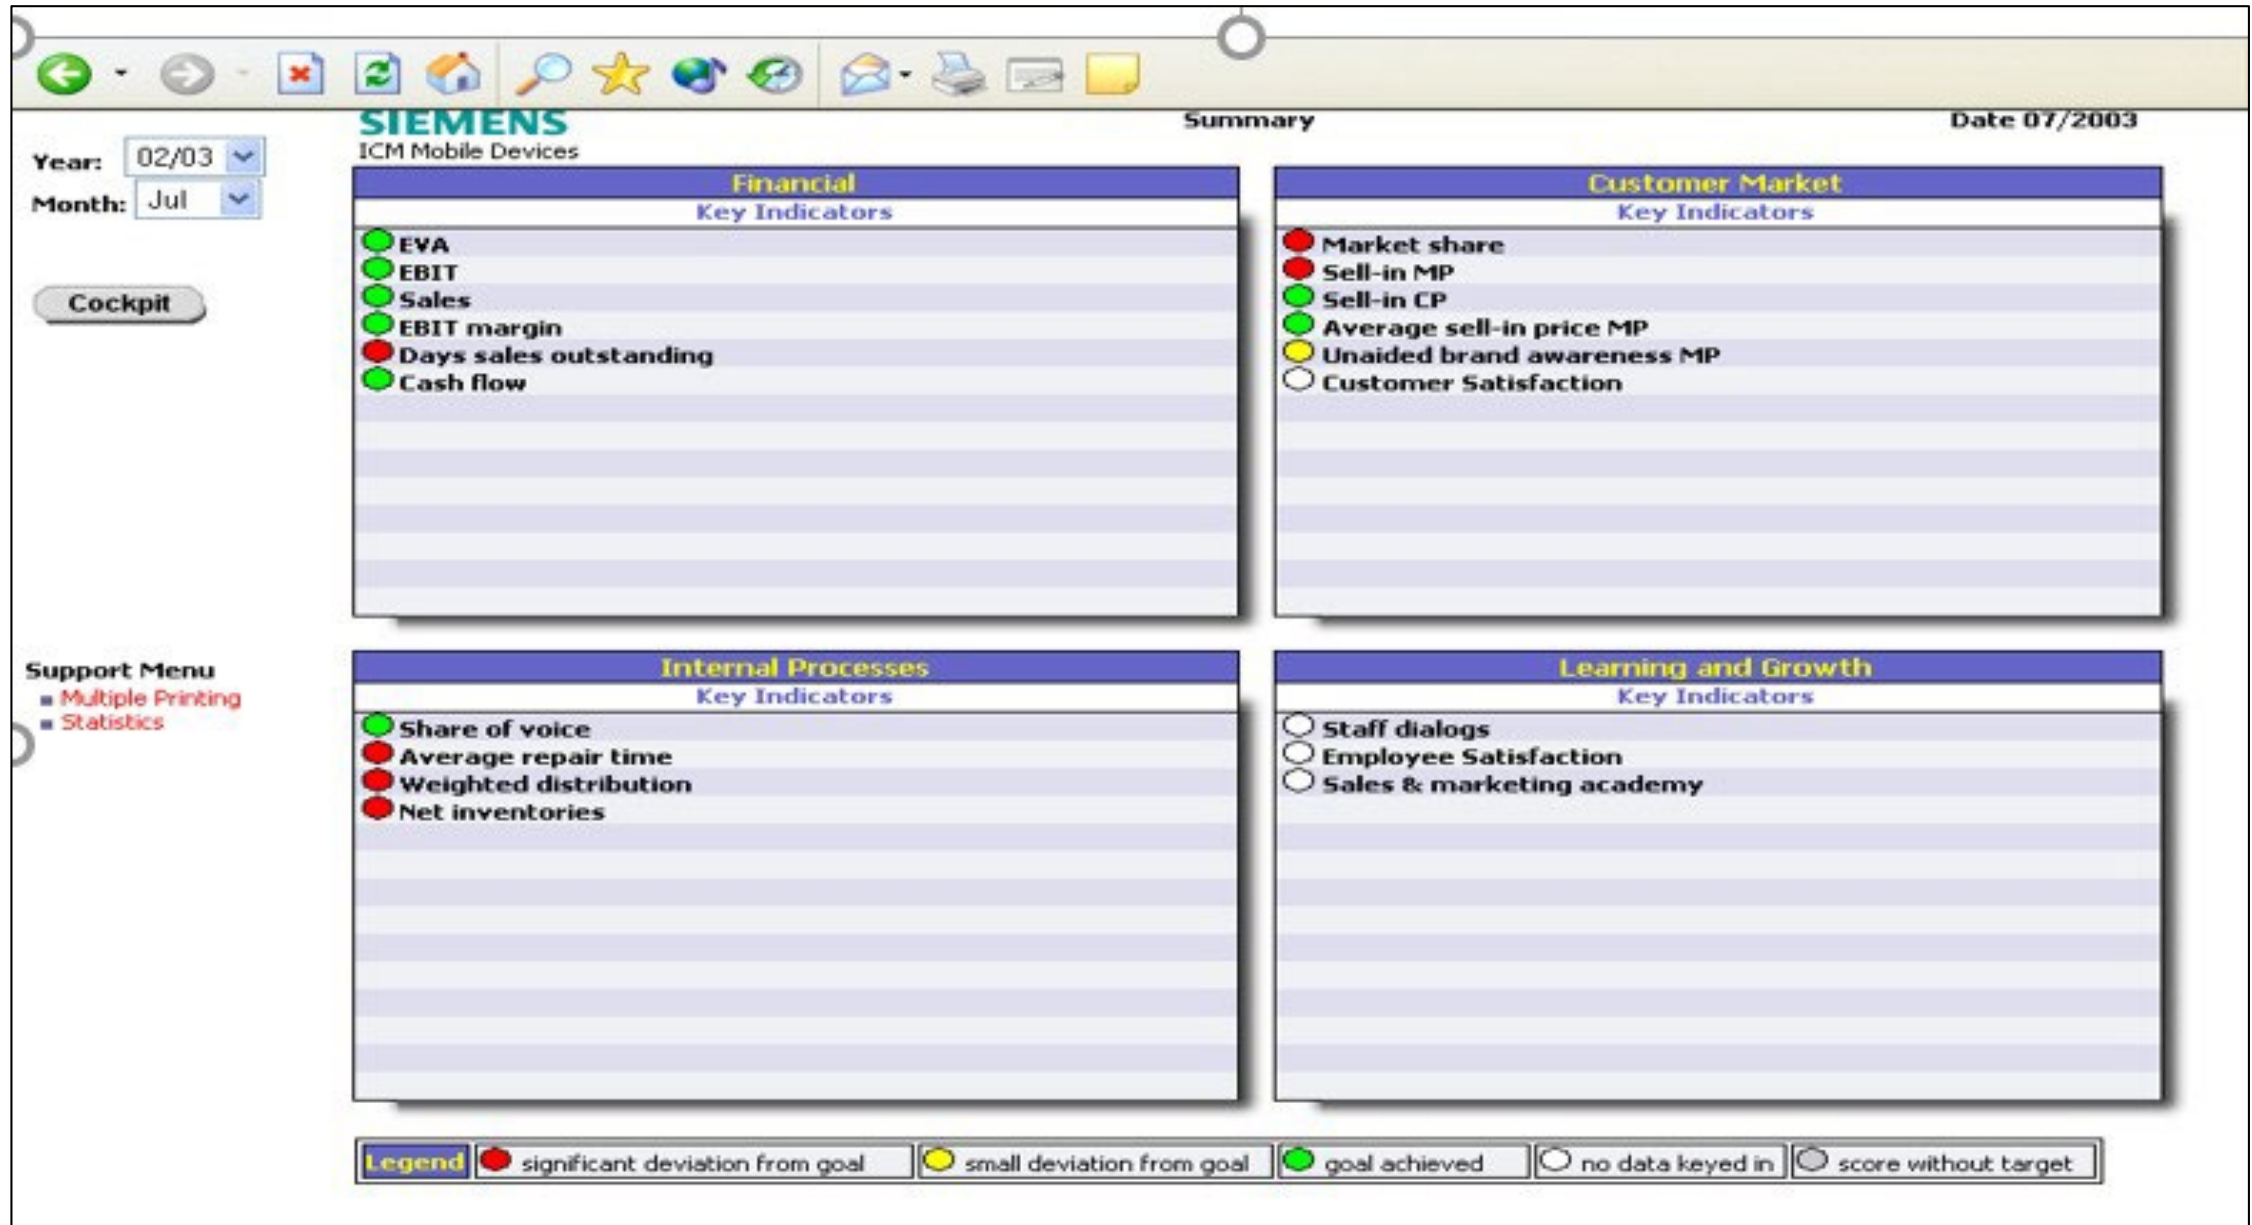 SIEMENS
ICM Mobile Devices
Summary
Date 07/2003
Year: 02/03
Month: Jul
Cockpit
Support Menu
Multiple Printing
Statistics
Financial
Key Indicators
EVA
EBIT
Sales
EBIT margin
Days sales outstanding
Cash flow
Customer Market
Key Indicators
Market share
Sell-in MP
Sell-in CP
Average sell-in price MP
Unaided brand awareness MP
Customer Satisfaction
Internal Processes
Key Indicators
Share of voice
Average repair time
Weighted distribution
Net inventories
Learning and Growth
Key Indicators
Staff dialogs
Employee Satisfaction
Sales & marketing academy
Legend significant deviation from goal small deviation from goal goal achieved no data keyed in score without target